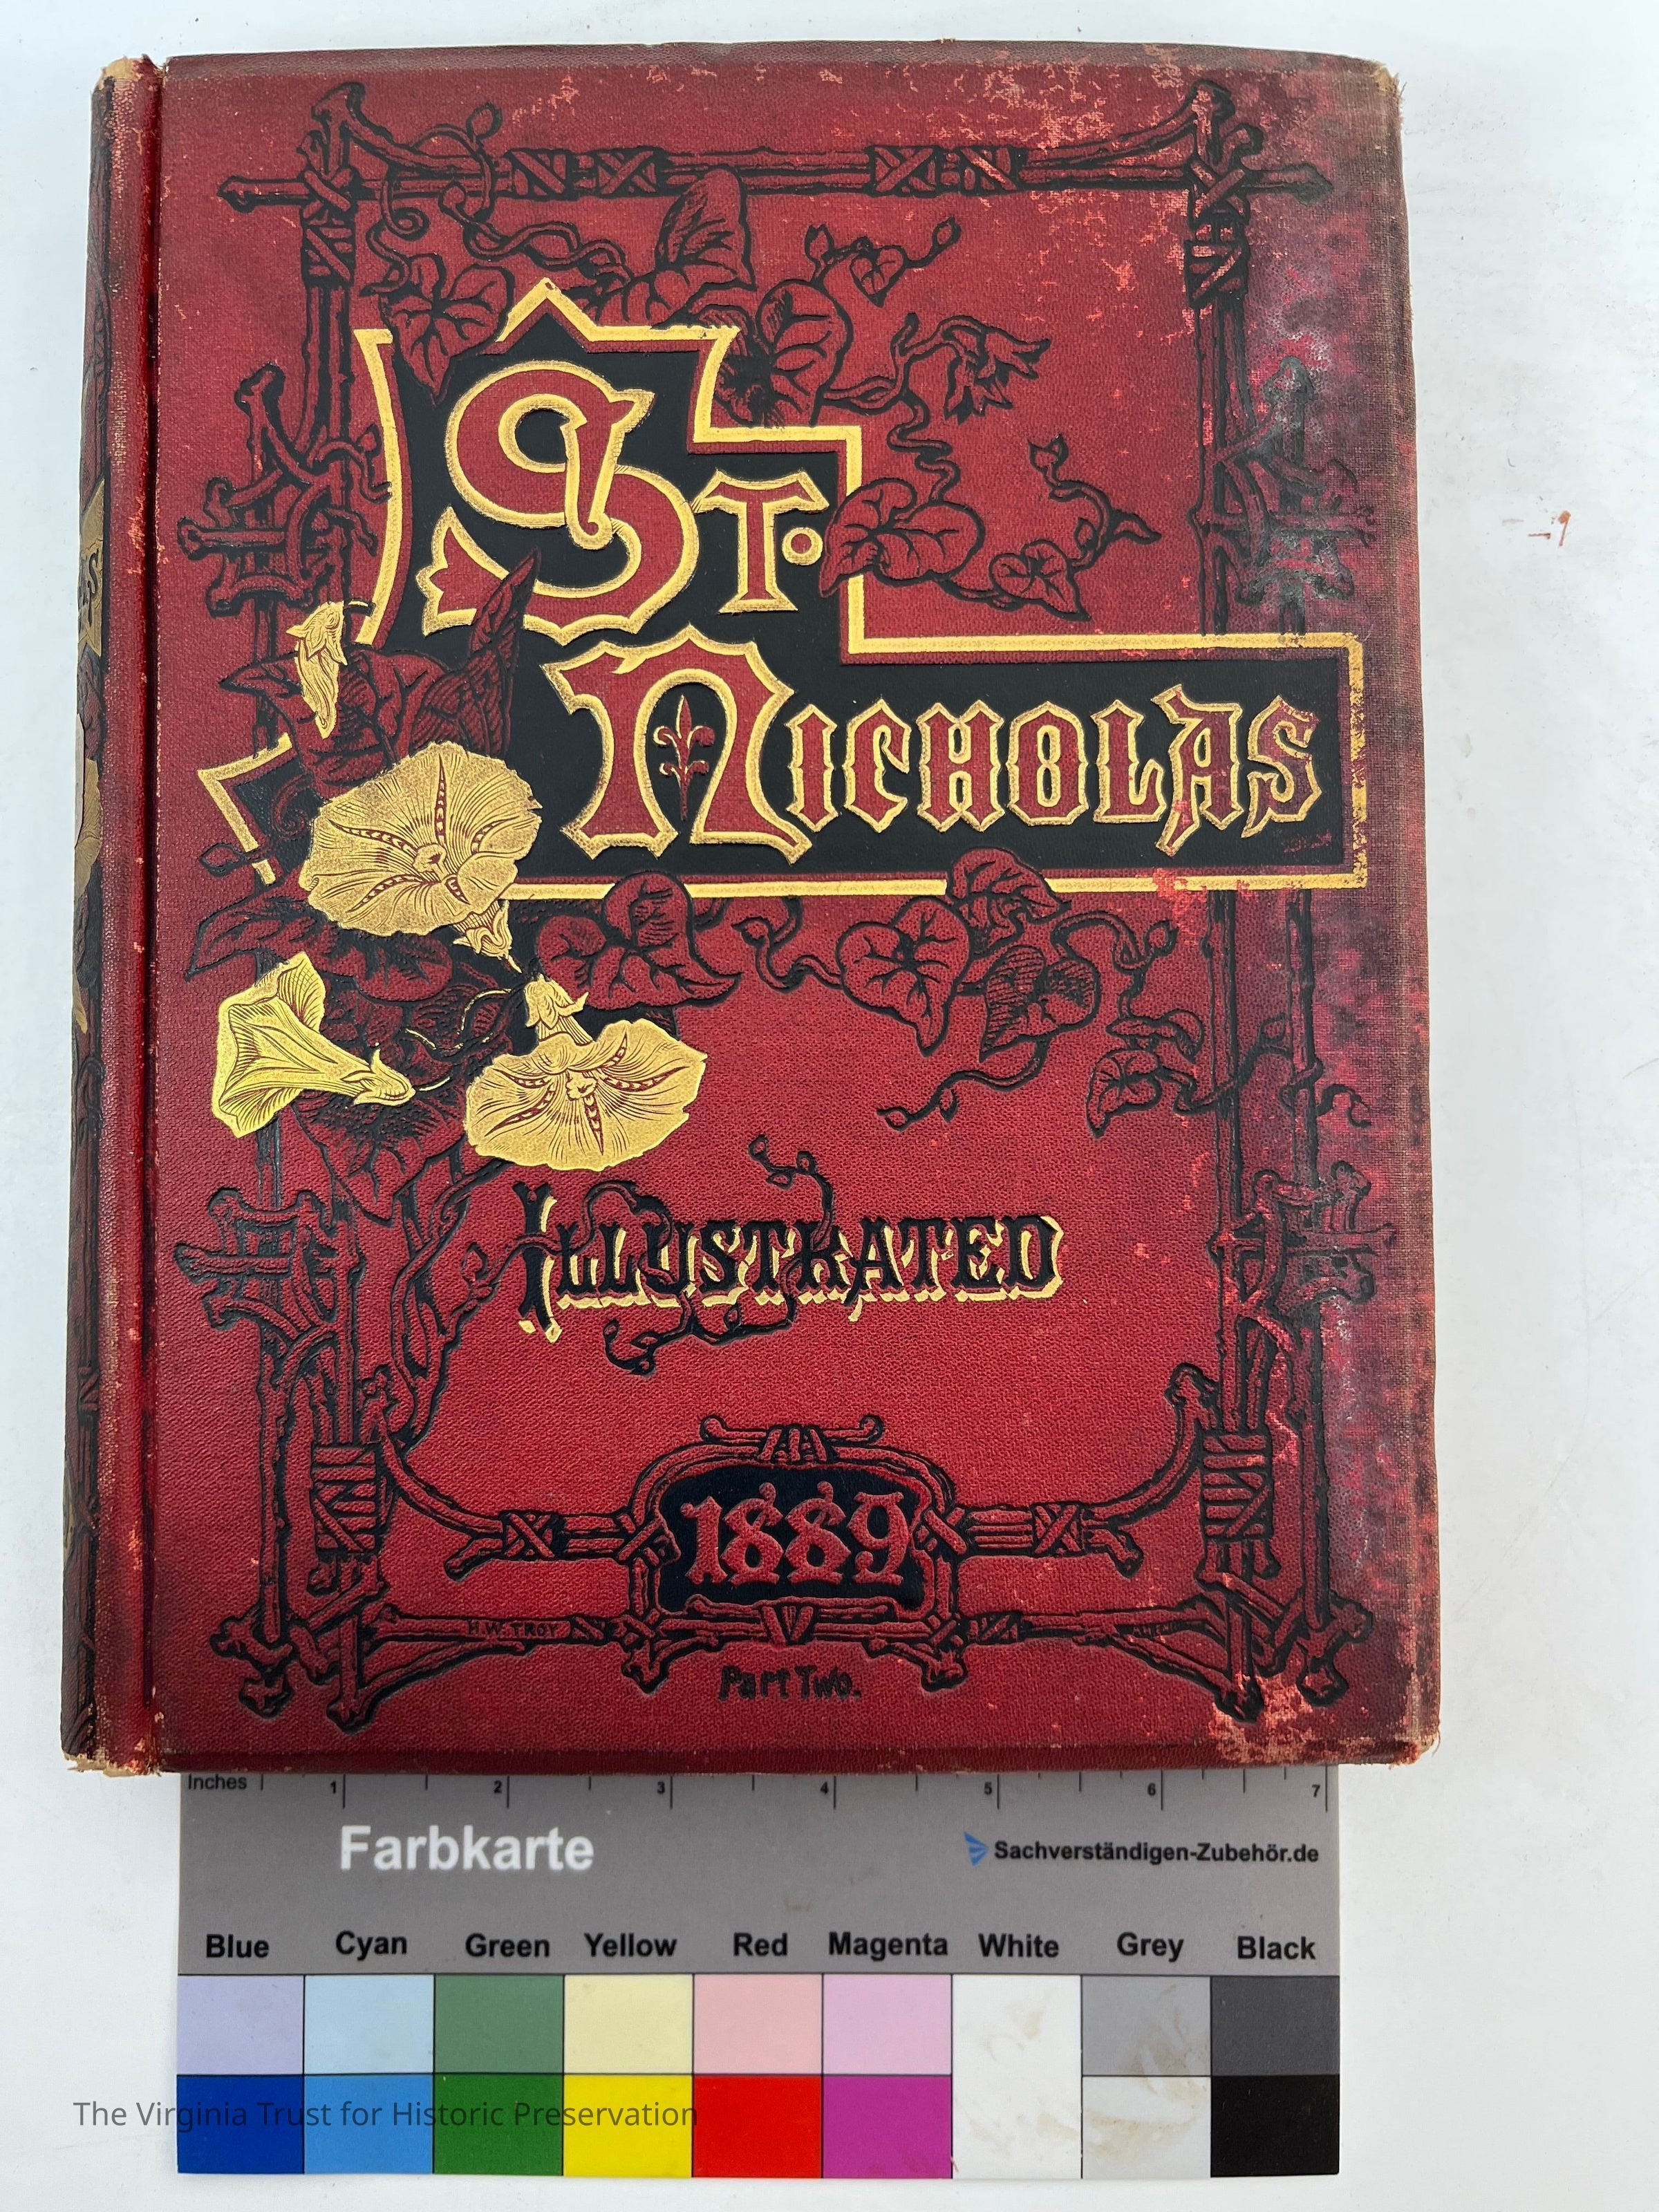 St.
Nicholas
Illustrated
1889
H.W. TROY
Part Two.
Inches 1 2 3 4 5 6 7
Farbkarte
Sachverständigen-Zubehör.de
Blue Cyan Green Yellow Red Magenta White Grey Black
The Virginia Trust for Historic Preservation